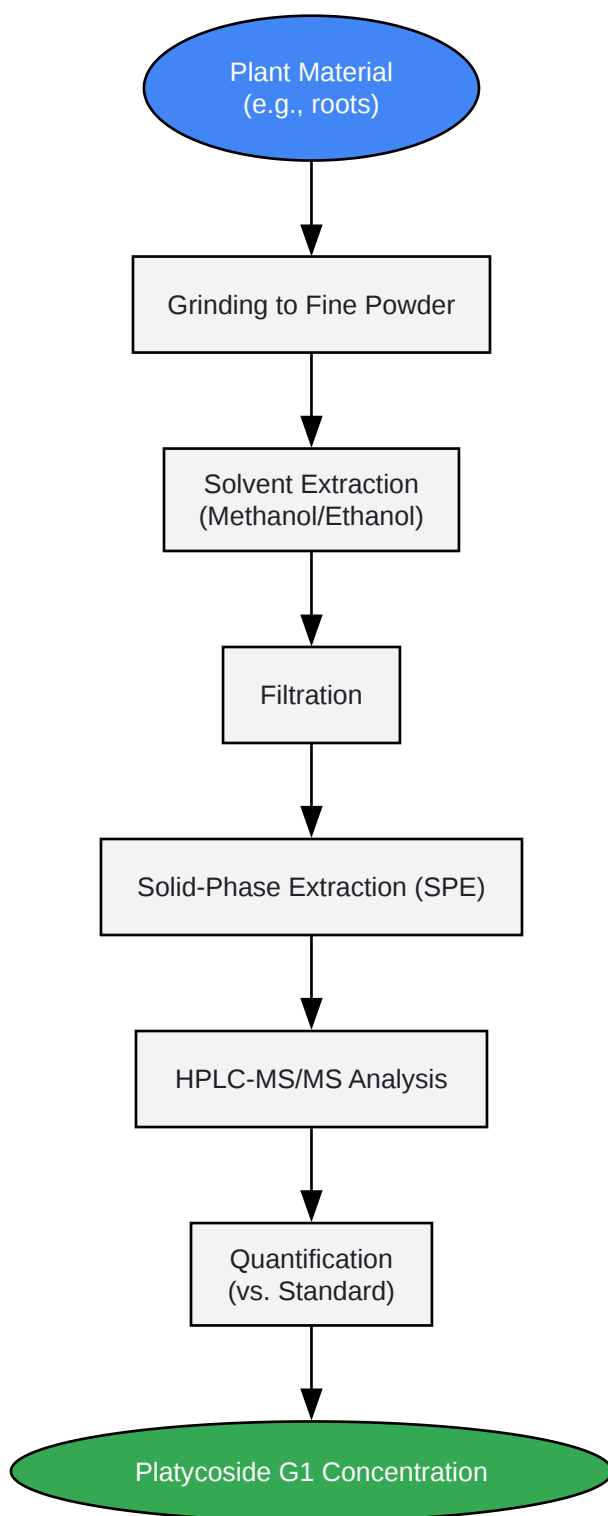 Plant Material
(e.g., roots)
Grinding to Fine Powder
Solvent Extraction
(Methanol/Ethanol)
Filtration
Solid-Phase Extraction (SPE)
HPLC-MS/MS Analysis
Quantification
(vs. Standard)
Platycoside G1 Concentration